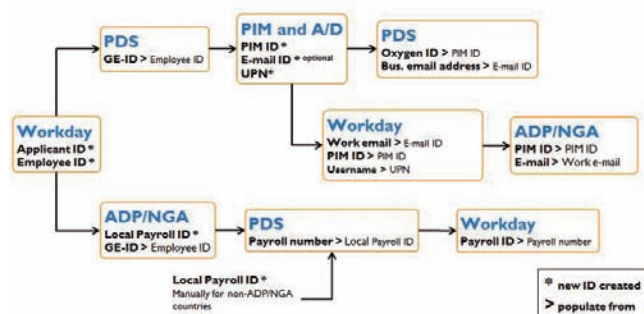 PDS
GE-ID > Employee ID
PIM and A/D
PIM ID *
E-mail ID * optional
UPN*
PDS
Oxygen ID > PIM ID
Bus. email address > E-mail ID
Workday
Applicant ID *
Employee ID *
Workday
Work email > E-mail ID
PIM ID > PIM ID
Username > UPN
ADP/NGA
PIM ID > PIM ID
E-mail > Work e-mail
ADP/NGA
Local Payroll ID *
GE-ID > Employee ID
PDS
Payroll number > Local Payroll ID
Workday
Payroll ID > Payroll number
Local Payroll ID *
Manually for non-ADP/NGA
countries
* new ID created
> populate from